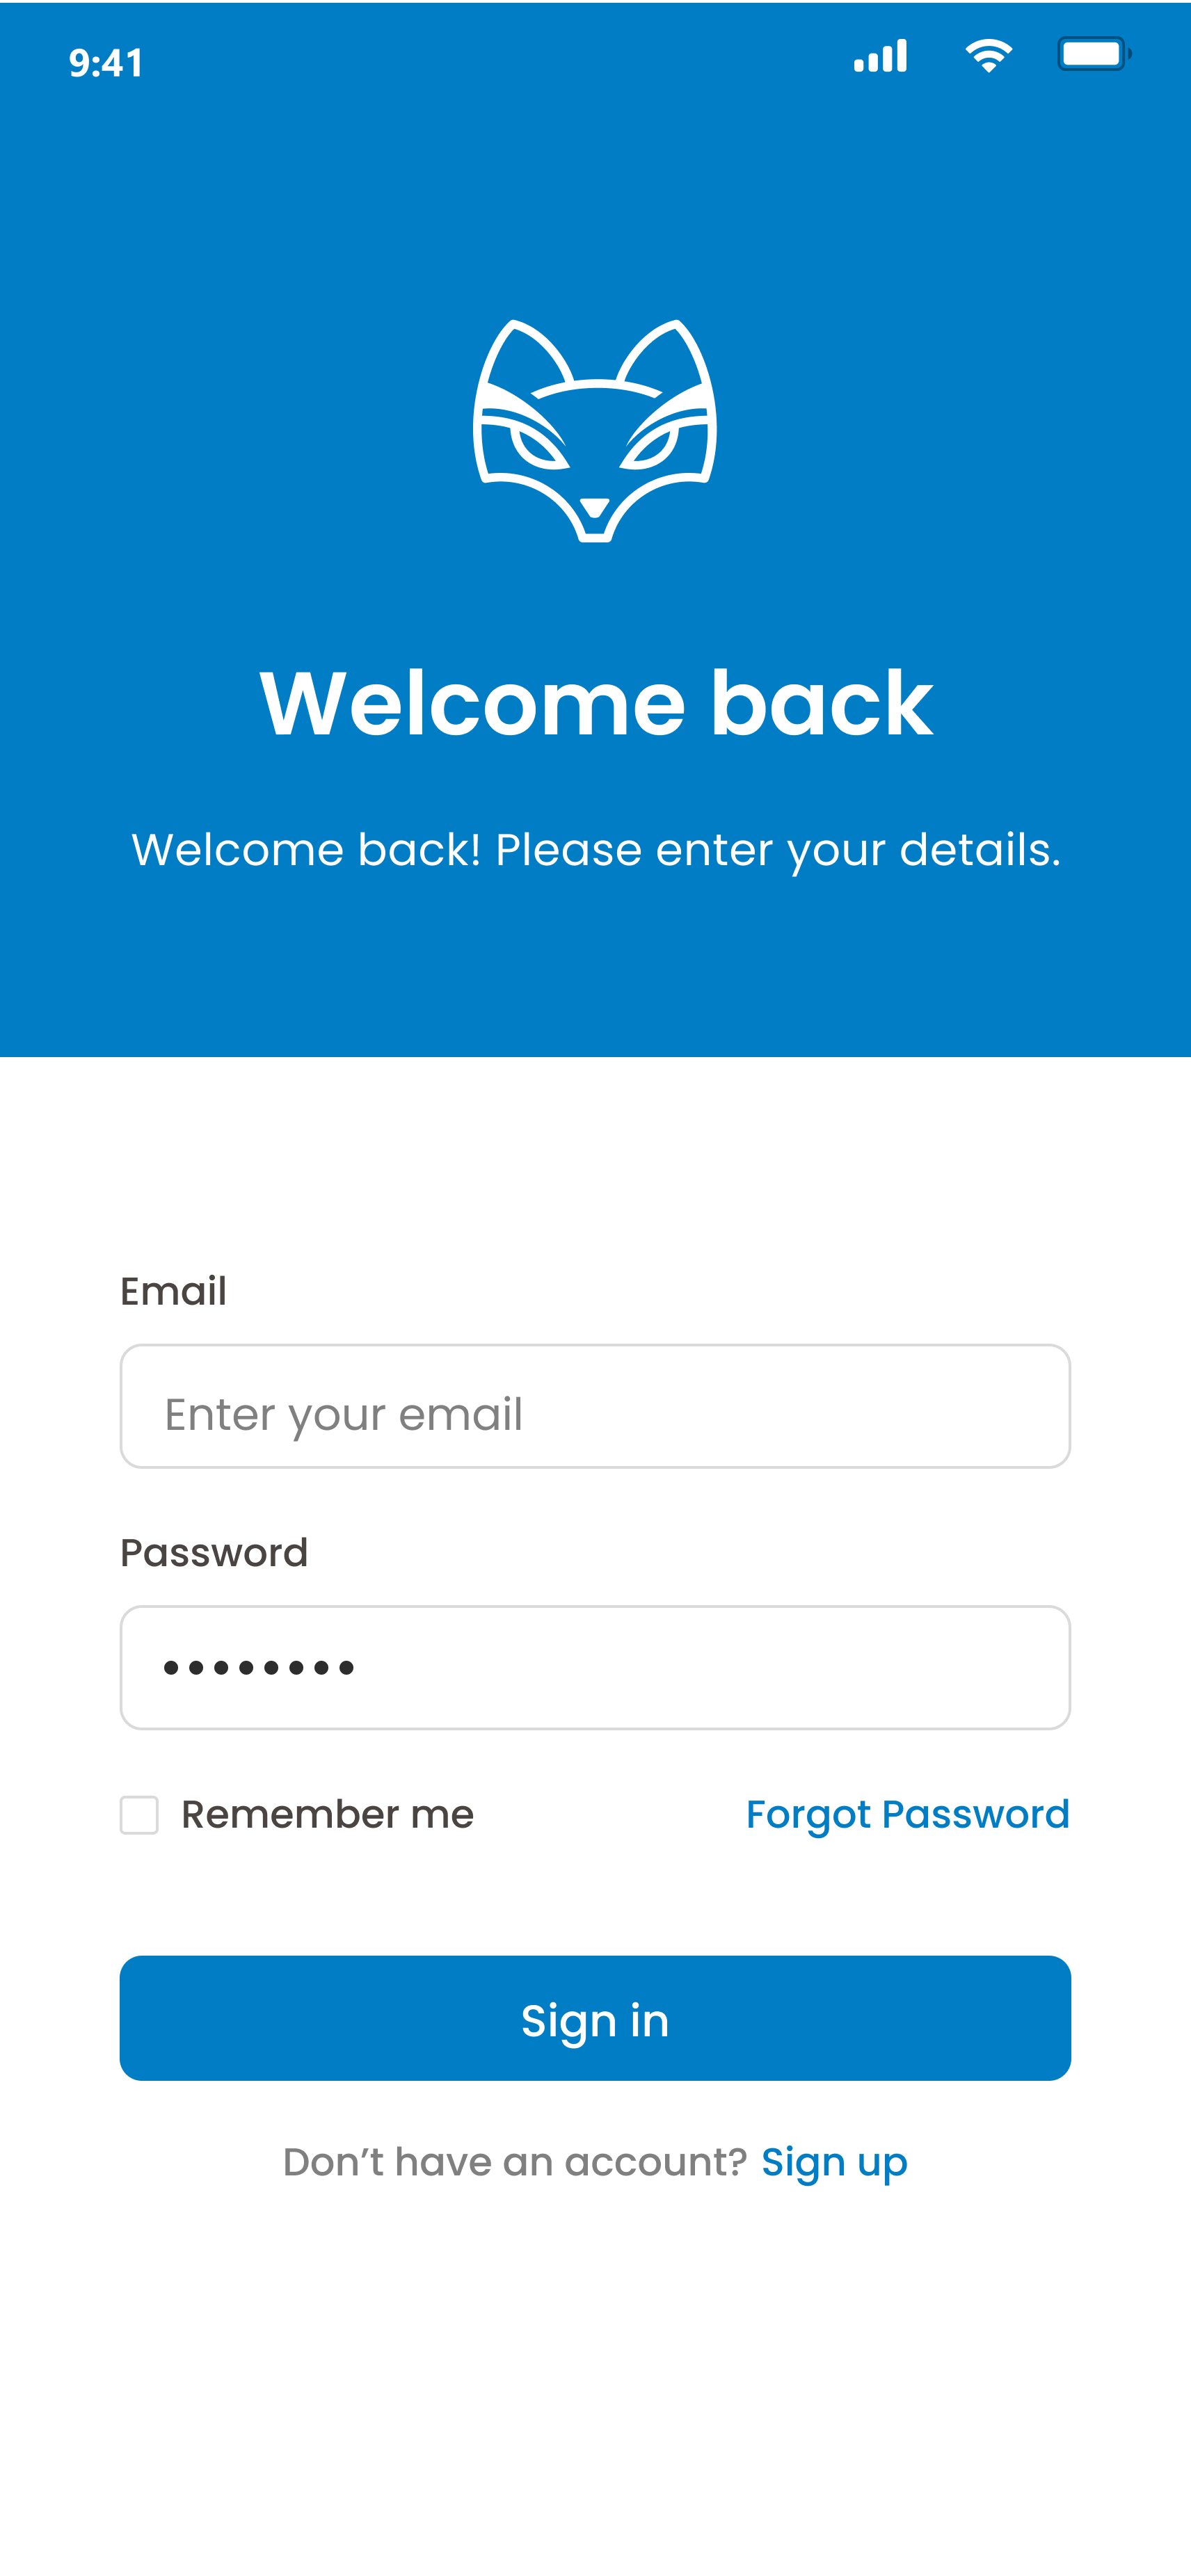 9:41
Welcome back
Welcome back! Please enter your details.
Email
Enter your email
Password
••••••••
Remember me
Forgot Password
Sign in
Don’t have an account? Sign up